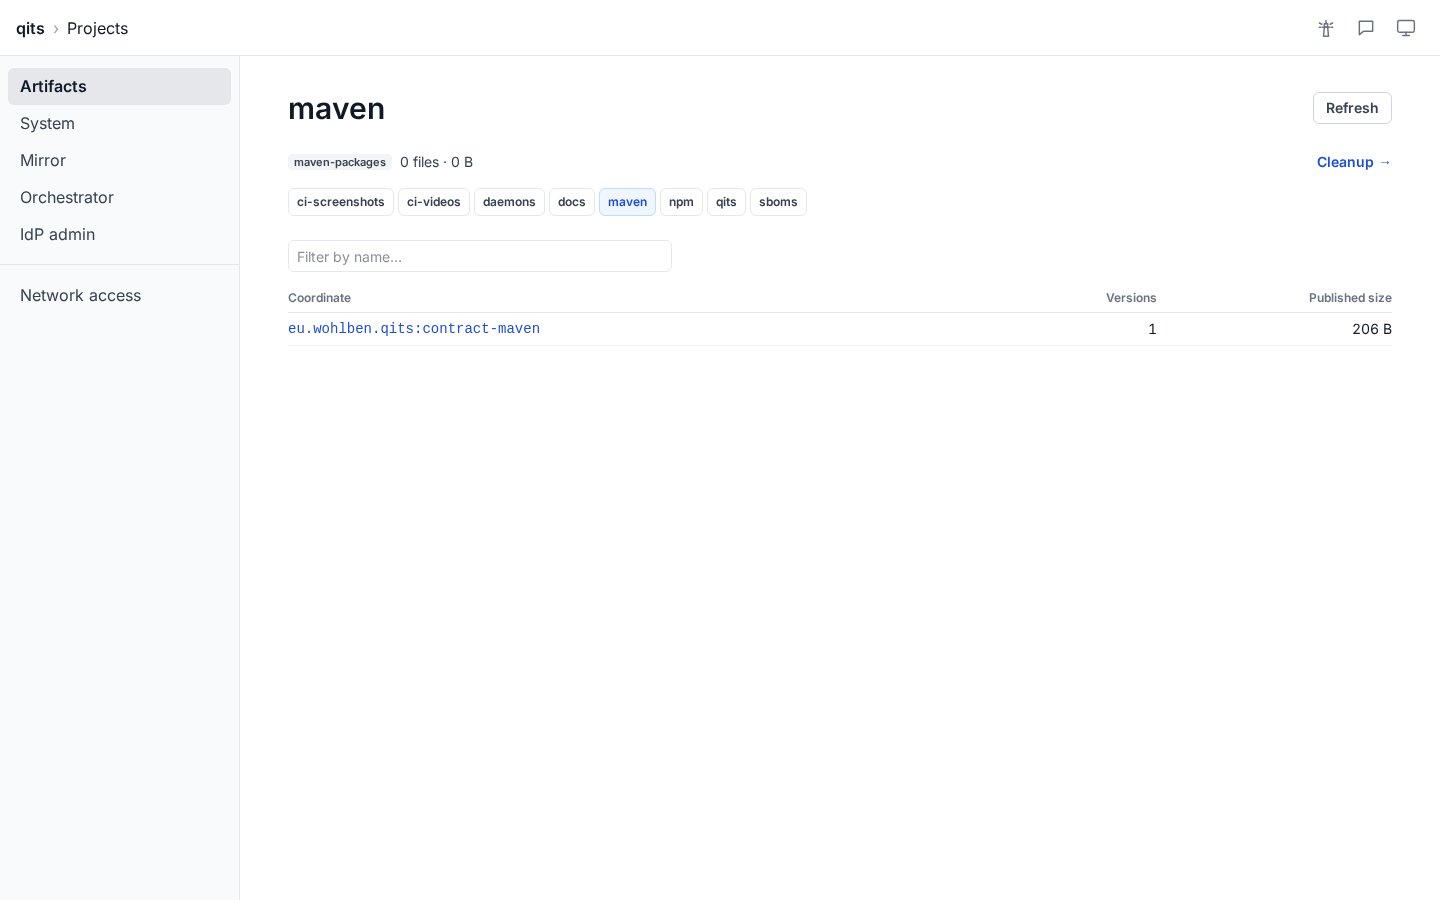 qits › Projects
Artifacts
System
Mirror
Orchestrator
IdP admin
Network access
maven
Refresh
maven-packages 0 files · 0 B
Cleanup →
ci-screenshots ci-videos daemons docs maven npm qits sboms
Filter by name...
Coordinate Versions Published size
eu.wohlben.qits:contract-maven 1 206 B